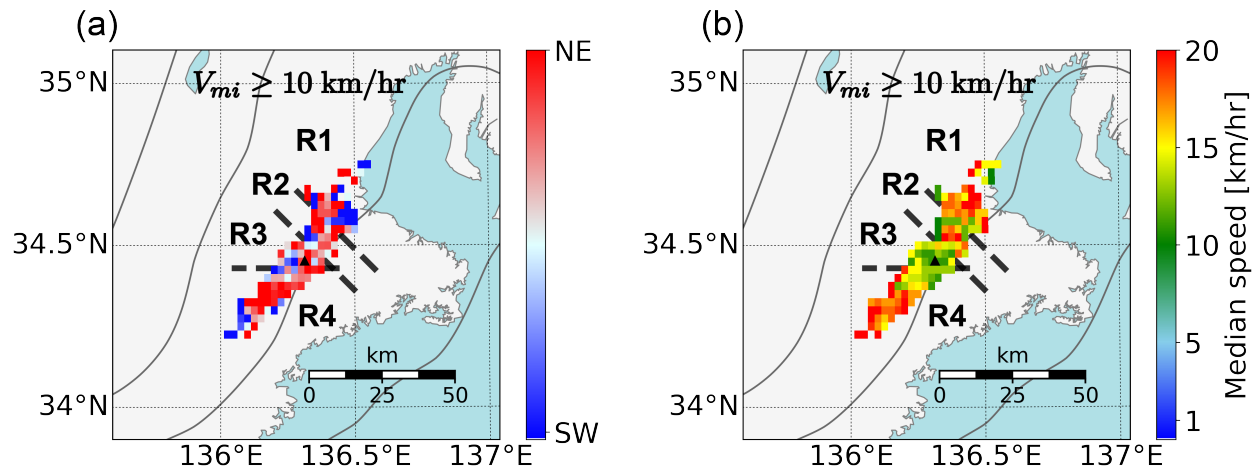 (a)
35°N
34.5°N
34°N
136°E
136.5°E
137°E
V_mi ≥ 10 km/hr
R1
R2
R3
R4
km
0 25 50
NE
SW
(b)
136°E
136.5°E
137°E
V_mi ≥ 10 km/hr
R1
R2
R3
R4
km
0 25 50
20
15
10
5
1
Median speed [km/hr]